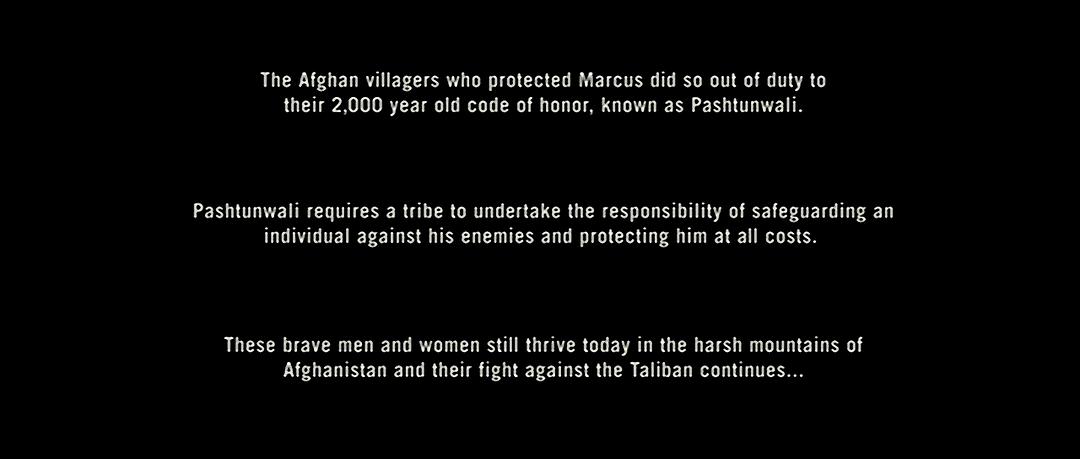 The Afghan villagers who protected Marcus did so out of duty to
their 2,000 year old code of honor, known as Pashtunwali.
Pashtunwali requires a tribe to undertake the responsibility of safeguarding an
individual against his enemies and protecting him at all costs.
These brave men and women still thrive today in the harsh mountains of
Afghanistan and their fight against the Taliban continues...